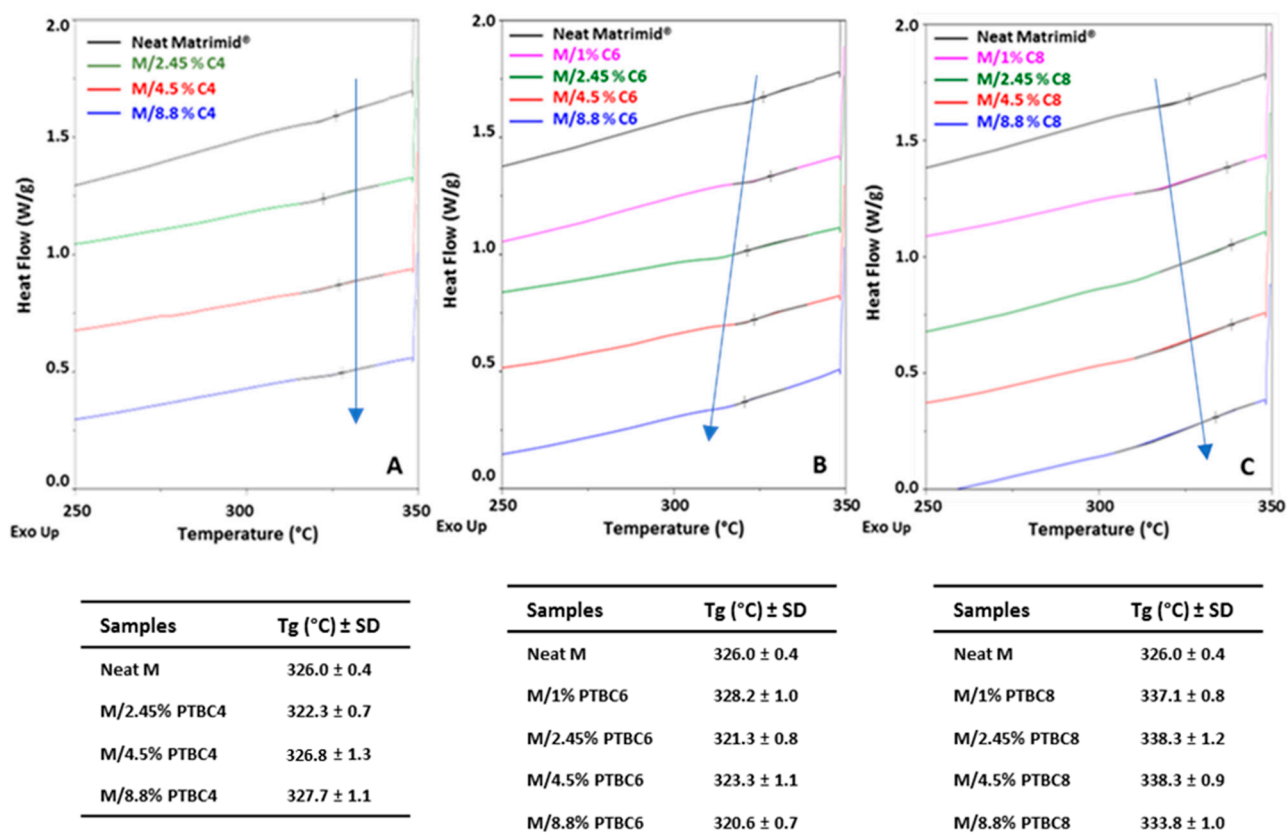 2.0
1.5
1.0
0.5
0.0
Heat Flow (W/g)
Neat Matrimid®
M/2.45 % C4
M/4.5% C4
M/8.8% C4
A
250
300
350
Exo Up
Temperature (°C)
2.0
1.5
1.0
0.5
0.0
Heat Flow (W/g)
Neat Matrimid®
M/1% C6
M/2.45 % C6
M/4.5 % C6
M/8.8% C6
B
250
300
350
Exo Up
Temperature (°C)
2.0
1.5
1.0
0.5
0.0
Heat Flow (W/g)
Neat Matrimid®
M/1% C8
M/2.45% C8
M/4.5% C8
M/8.8% C8
C
250
300
350
Exo Up
Temperature (°C)
Samples Tg (°C) ± SD
Neat M 326.0 ± 0.4
M/2.45% PTBC4 322.3 ± 0.7
M/4.5% PTBC4 326.8 ± 1.3
M/8.8% PTBC4 327.7 ± 1.1
Samples Tg (°C) ± SD
Neat M 326.0 ± 0.4
M/1% PTBC6 328.2 ± 1.0
M/2.45% PTBC6 321.3 ± 0.8
M/4.5% PTBC6 323.3 ± 1.1
M/8.8% PTBC6 320.6 ± 0.7
Samples Tg (°C) ± SD
Neat M 326.0 ± 0.4
M/1% PTBC8 337.1 ± 0.8
M/2.45% PTBC8 338.3 ± 1.2
M/4.5% PTBC8 338.3 ± 0.9
M/8.8% PTBC8 333.8 ± 1.0